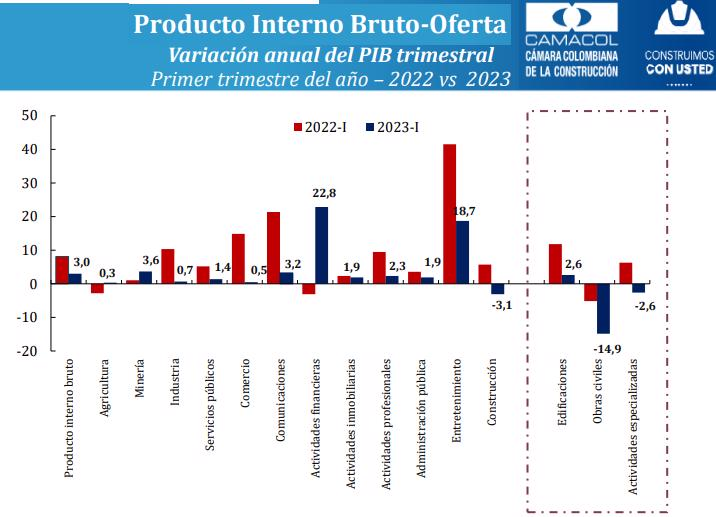 Producto Interno Bruto-Oferta
Variación anual del PIB trimestral
Primer trimestre del año – 2022 vs 2023
CAMACOL
CÁMARA COLOMBIANA
DE LA CONSTRUCCIÓN
CONSTRUIMOS
CON USTED
2022-I
2023-I
50
40
30
20
10
0
-10
-20
3,0
0,3
3,6
0,7
1,4
0,5
3,2
22,8
1,9
2,3
1,9
18,7
-3,1
2,6
-14,9
-2,6
Producto interno bruto
Agricultura
Minería
Industria
Servicios públicos
Comercio
Comunicaciones
Actividades financieras
Actividades inmobiliarias
Actividades profesionales
Administración pública
Entretenimiento
Construcción
Edificaciones
Obras civiles
Actividades especializadas